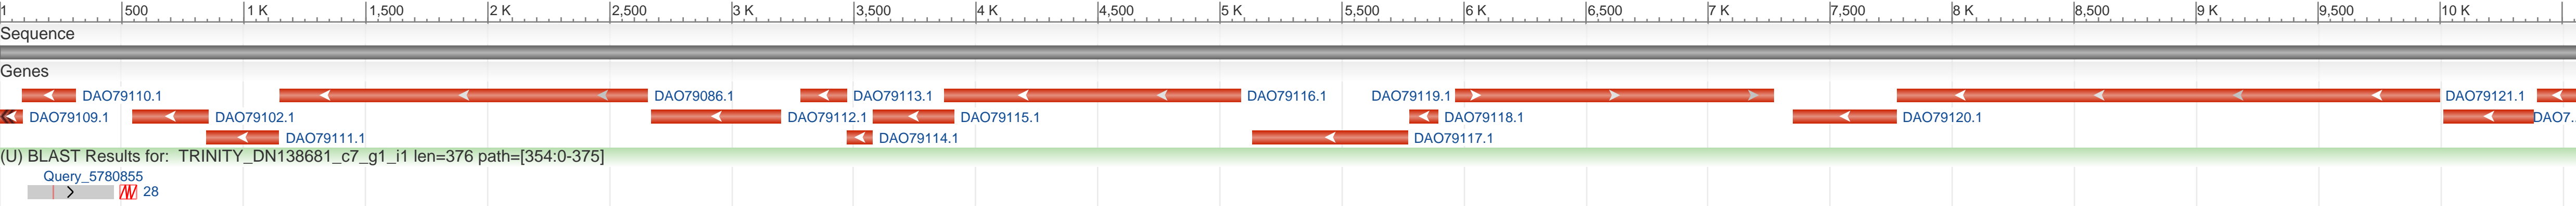 1 500 1 K 1,500 2 K 2,500 3 K 3,500 4 K 4,500 5 K 5,500 6 K 6,500 7 K 7,500 8 K 8,500 9 K 9,500 10 K
Sequence
Genes
DAO79110.1 DAO79086.1 DAO79113.1 DAO79116.1 DAO79119.1 DAO79121.1
DAO79109.1 DAO79102.1 DAO79112.1 DAO79115.1 DAO79118.1 DAO79120.1 DAO7..
DAO79111.1 DAO79114.1 DAO79117.1
(U) BLAST Results for: TRINITY_DN138681_c7_g1_i1 len=376 path=[354:0-375]
Query_5780855
28